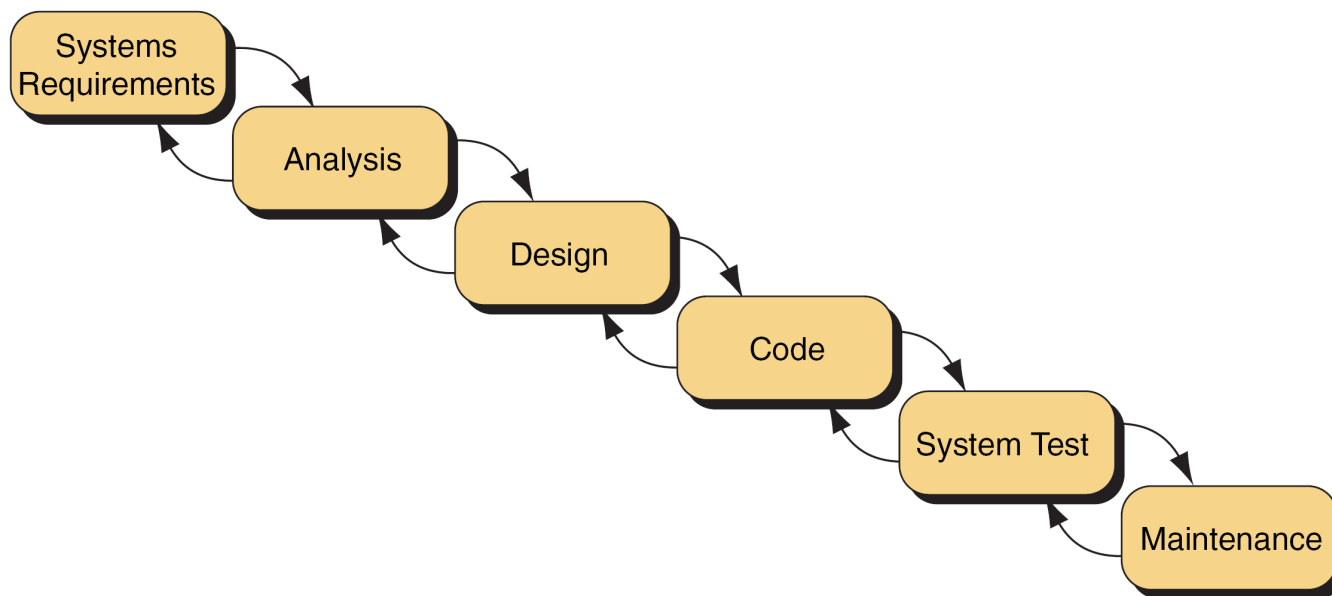 Systems
Requirements
Analysis
Design
Code
System Test
Maintenance